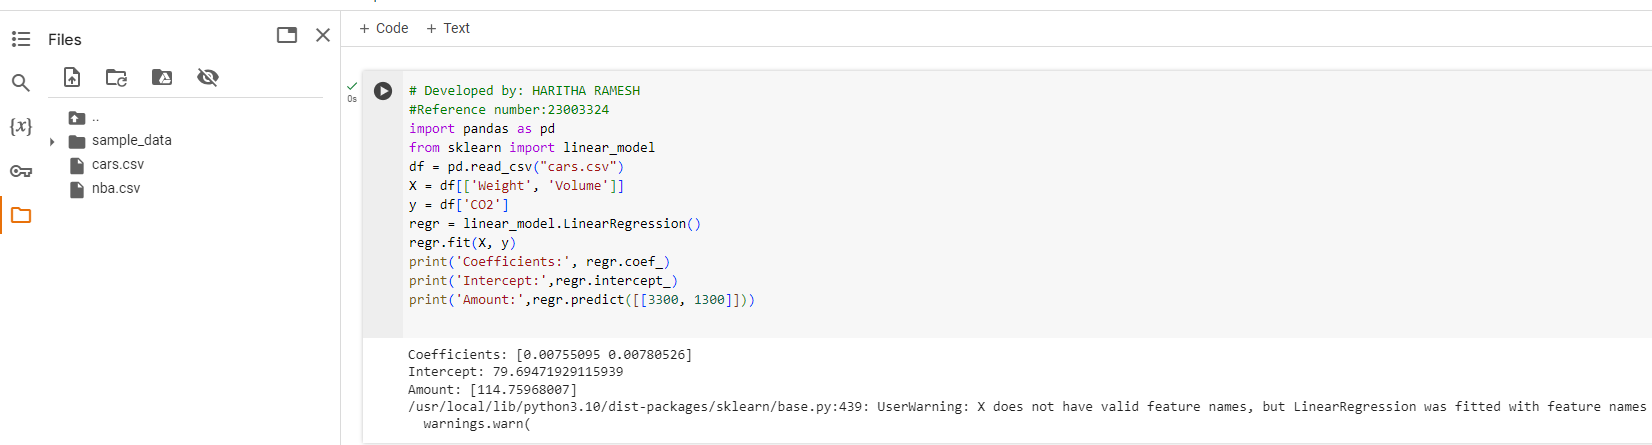 Files
+ Code + Text
{x}
..
sample_data
cars.csv
nba.csv
0s
# Developed by: HARITHA RAMESH
#Reference number:23003324
import pandas as pd
from sklearn import linear_model
df = pd.read_csv("cars.csv")
X = df[['Weight', 'Volume']]
y = df['CO2']
regr = linear_model.LinearRegression()
regr.fit(X, y)
print('Coefficients:', regr.coef_)
print('Intercept:',regr.intercept_)
print('Amount:',regr.predict([[3300, 1300]]))
Coefficients: [0.00755095 0.00780526]
Intercept: 79.69471929115939
Amount: [114.75968007]
/usr/local/lib/python3.10/dist-packages/sklearn/base.py:439: UserWarning: X does not have valid feature names, but LinearRegression was fitted with feature names
warnings.warn(